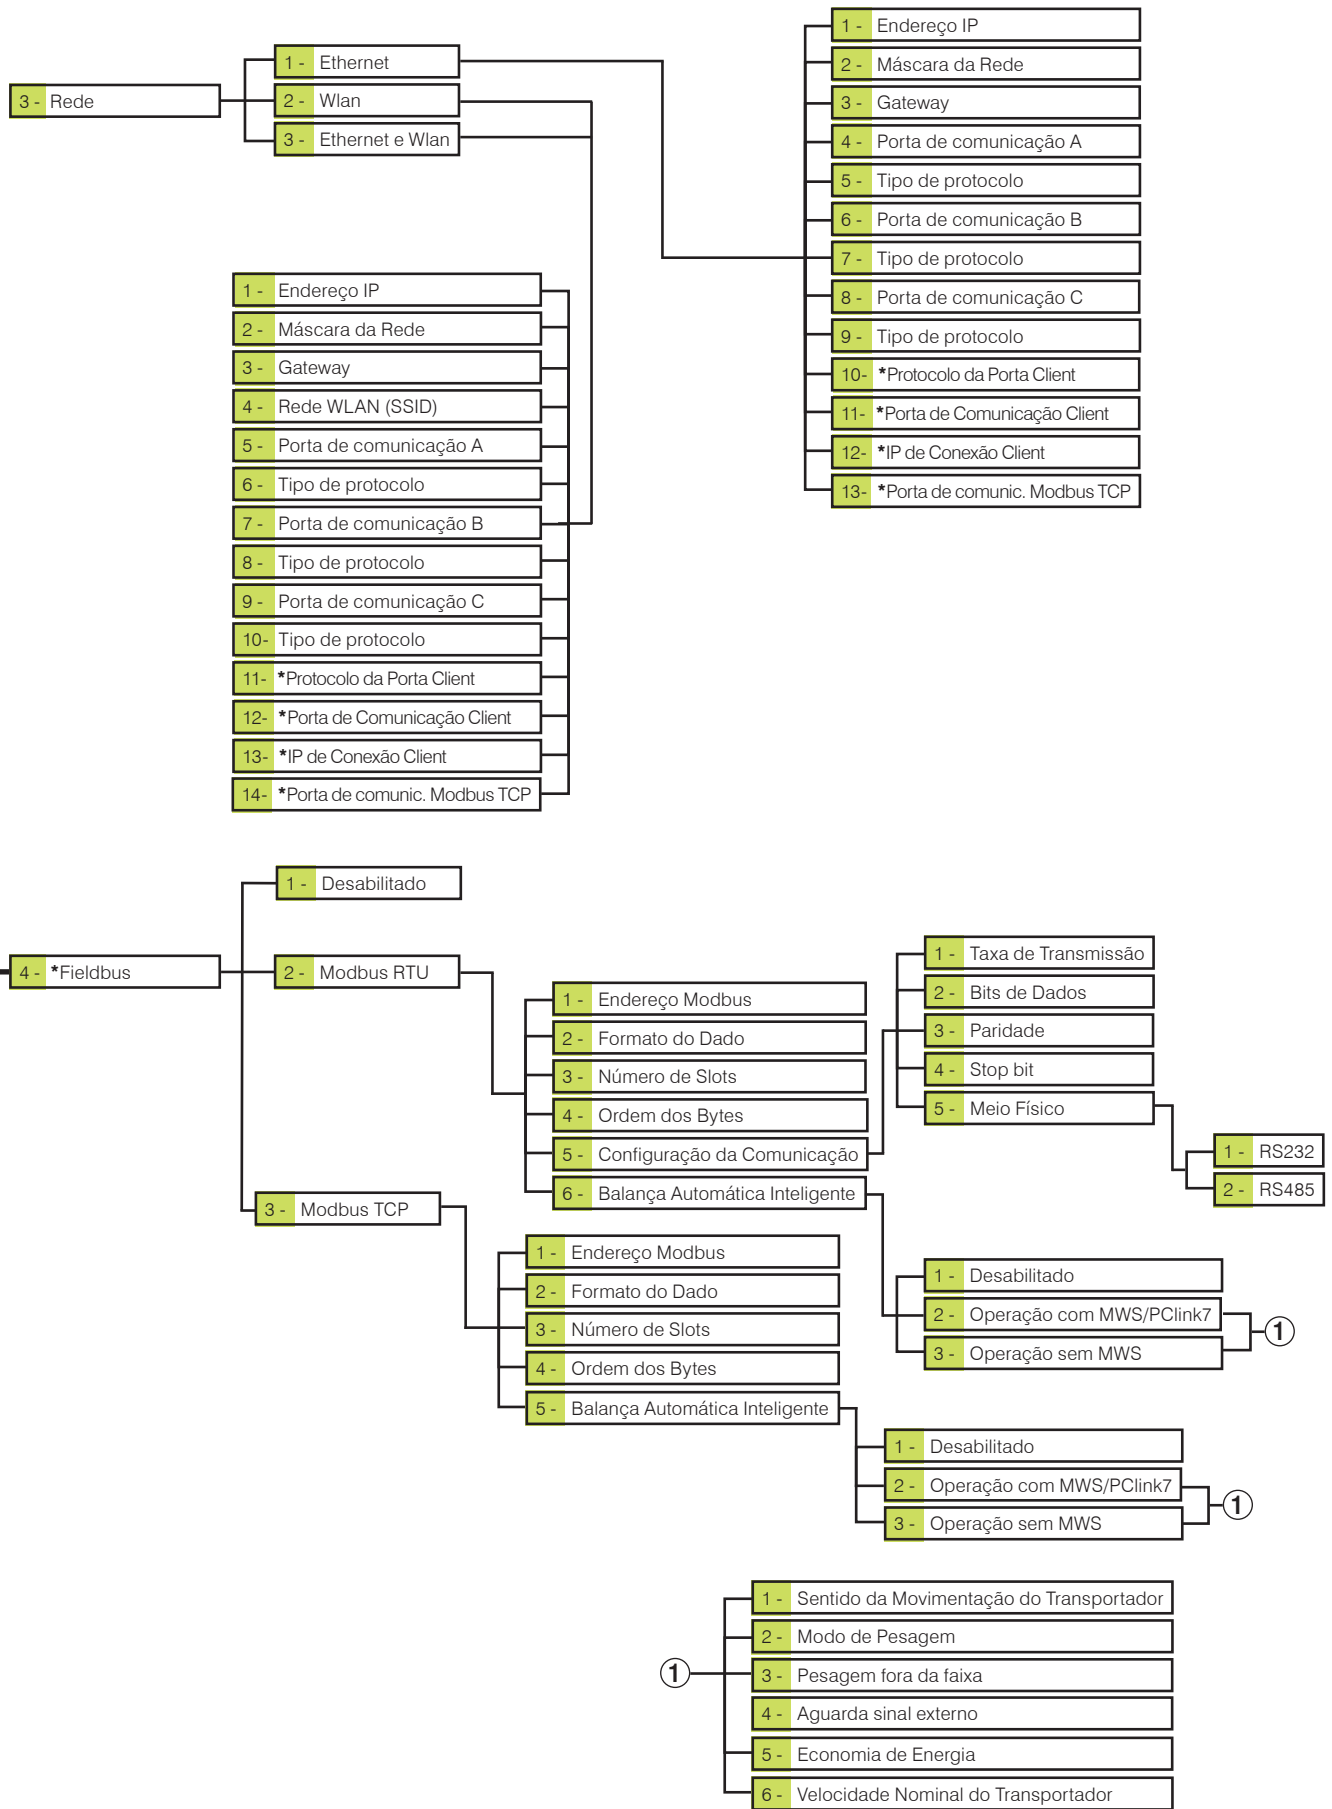 3 - Rede
1 - Ethernet
2 - Wlan
3 - Ethernet e Wlan
1 - Endereço IP
2 - Máscara da Rede
3 - Gateway
4 - Porta de comunicação A
5 - Tipo de protocolo
6 - Porta de comunicação B
7 - Tipo de protocolo
8 - Porta de comunicação C
9 - Tipo de protocolo
10- *Protocolo da Porta Client
11- *Porta de Comunicação Client
12- *IP de Conexão Client
13- *Porta de comunic. Modbus TCP
1 - Endereço IP
2 - Máscara da Rede
3 - Gateway
4 - Rede WLAN (SSID)
5 - Porta de comunicação A
6 - Tipo de protocolo
7 - Porta de comunicação B
8 - Tipo de protocolo
9 - Porta de comunicação C
10- Tipo de protocolo
11- *Protocolo da Porta Client
12- *Porta de Comunicação Client
13- *IP de Conexão Client
14- *Porta de comunic. Modbus TCP
4 - *Fieldbus
1 - Desabilitado
2 - Modbus RTU
3 - Modbus TCP
1 - Endereço Modbus
2 - Formato do Dado
3 - Número de Slots
4 - Ordem dos Bytes
5 - Configuração da Comunicação
6 - Balança Automática Inteligente
1 - Taxa de Transmissão
2 - Bits de Dados
3 - Paridade
4 - Stop bit
5 - Meio Físico
1 - RS232
2 - RS485
1 - Desabilitado
2 - Operação com MWS/PClink7
3 - Operação sem MWS
1
1 - Endereço Modbus
2 - Formato do Dado
3 - Número de Slots
4 - Ordem dos Bytes
5 - Balança Automática Inteligente
1 - Desabilitado
2 - Operação com MWS/PClink7
3 - Operação sem MWS
1
1
1 - Sentido da Movimentação do Transportador
2 - Modo de Pesagem
3 - Pesagem fora da faixa
4 - Aguarda sinal externo
5 - Economia de Energia
6 - Velocidade Nominal do Transportador